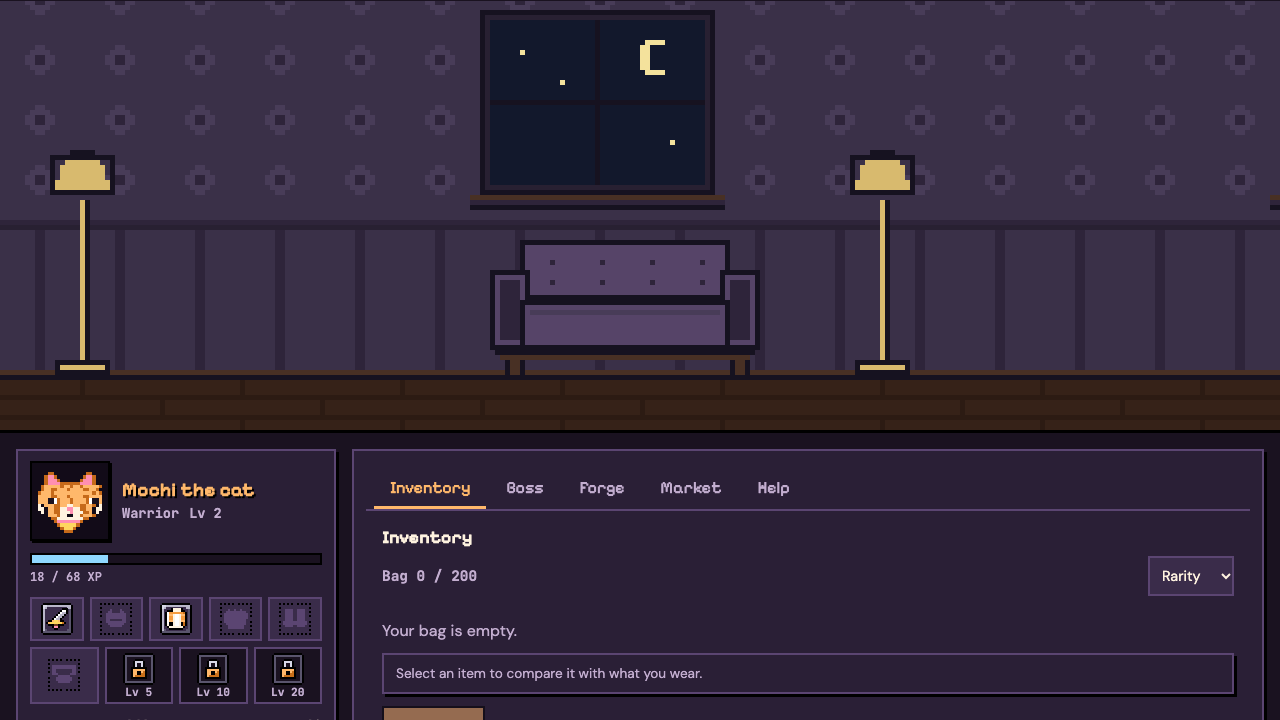 Mochi the cat
Warrior Lv 2
18 / 68 XP
Lv 5
Lv 10
Lv 20
Inventory
Boss
Forge
Market
Help
Inventory
Bag 0 / 200
Rarity
Your bag is empty.
Select an item to compare it with what you wear.